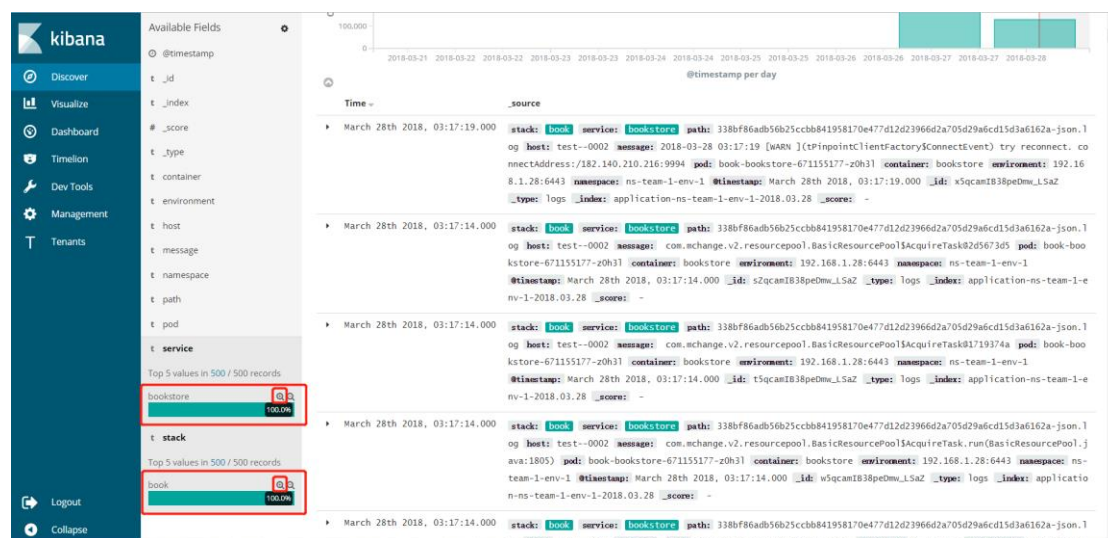 kibana
Discover
Visualize
Dashboard
Timelion
Dev Tools
Management
Tenants
Logout
Collapse
Available Fields
@timestamp
t _id
t _index
# _score
t _type
t container
t environment
t host
t message
t namespace
t path
t pod
t service
Top 5 values in 500 / 500 records
bookstore
100.0%
t stack
Top 5 values in 500 / 500 records
book
100.0%
100,000
0
2018-03-21 2018-03-22 2018-03-22 2018-03-23 2018-03-23 2018-03-24 2018-03-24 2018-03-25 2018-03-25 2018-03-26 2018-03-26 2018-03-27 2018-03-27 2018-03-28
@timestamp per day
Time _source
March 28th 2018, 03:17:19.000 stack: book service: bookstore path: 338bf86adb56b25ccbb841958170e477d12d23966d2a705d29a6cd15d3a6162a-json.l
og message: 2018-03-28 03:17:19 [WARN ](tPinpointClientFactory$ConnectEvent) try reconnect. co
nnectAddress:/182.140.210.216:9994 pod: book-bookstore-671155177-z0h3l container: bookstore environment: 192.16
8.1.28:6443 namespace: ns-team-1-env-1 @timestamp: March 28th 2018, 03:17:19.000 _id: x5qcamIB38peDmw_LSaZ
_type: logs _index: application-ns-team-1-env-1-2018.03.28 _score: -
March 28th 2018, 03:17:14.000 stack: book service: bookstore path: 338bf86adb56b25ccbb841958170e477d12d23966d2a705d29a6cd15d3a6162a-json.l
og host: test--0002 message: com.mchange.v2.resourcepool.BasicResourcePool$AcquireTask@2d5673d5 pod: book-boo
kstore-671155177-z0h3l container: bookstore environment: 192.168.1.28:6443 namespace: ns-team-1-env-1
@timestamp: March 28th 2018, 03:17:14.000 _id: sZqcamIB38peDmw_LSaZ _type: logs _index: application-ns-team-1-e
nv-1-2018.03.28 _score: -
March 28th 2018, 03:17:14.000 stack: book service: bookstore path: 338bf86adb56b25ccbb841958170e477d12d23966d2a705d29a6cd15d3a6162a-json.l
og host: test--0002 message: com.mchange.v2.resourcepool.BasicResourcePool$AcquireTask@1719374a pod: book-boo
kstore-671155177-z0h3l container: bookstore environment: 192.168.1.28:6443 namespace: ns-team-1-env-1
@timestamp: March 28th 2018, 03:17:14.000 _id: t5qcamIB38peDmw_LSaZ _type: logs _index: application-ns-team-1-e
nv-1-2018.03.28 _score: -
March 28th 2018, 03:17:14.000 stack: book service: bookstore path: 338bf86adb56b25ccbb841958170e477d12d23966d2a705d29a6cd15d3a6162a-json.l
og host: test--0002 message: com.mchange.v2.resourcepool.BasicResourcePool$AcquireTask.run(BasicResourcePool.j
ava:1805) pod: book-bookstore-671155177-z0h3l container: bookstore environment: 192.168.1.28:6443 namespace: ns-
team-1-env-1 @timestamp: March 28th 2018, 03:17:14.000 _id: w5qcamIB38peDmw_LSaZ _type: logs _index: applicatio
n-ns-team-1-env-1-2018.03.28 _score: -
March 28th 2018, 03:17:14.000 stack: book service: bookstore path: 338bf86adb56b25ccbb841958170e477d12d23966d2a705d29a6cd15d3a6162a-json.l